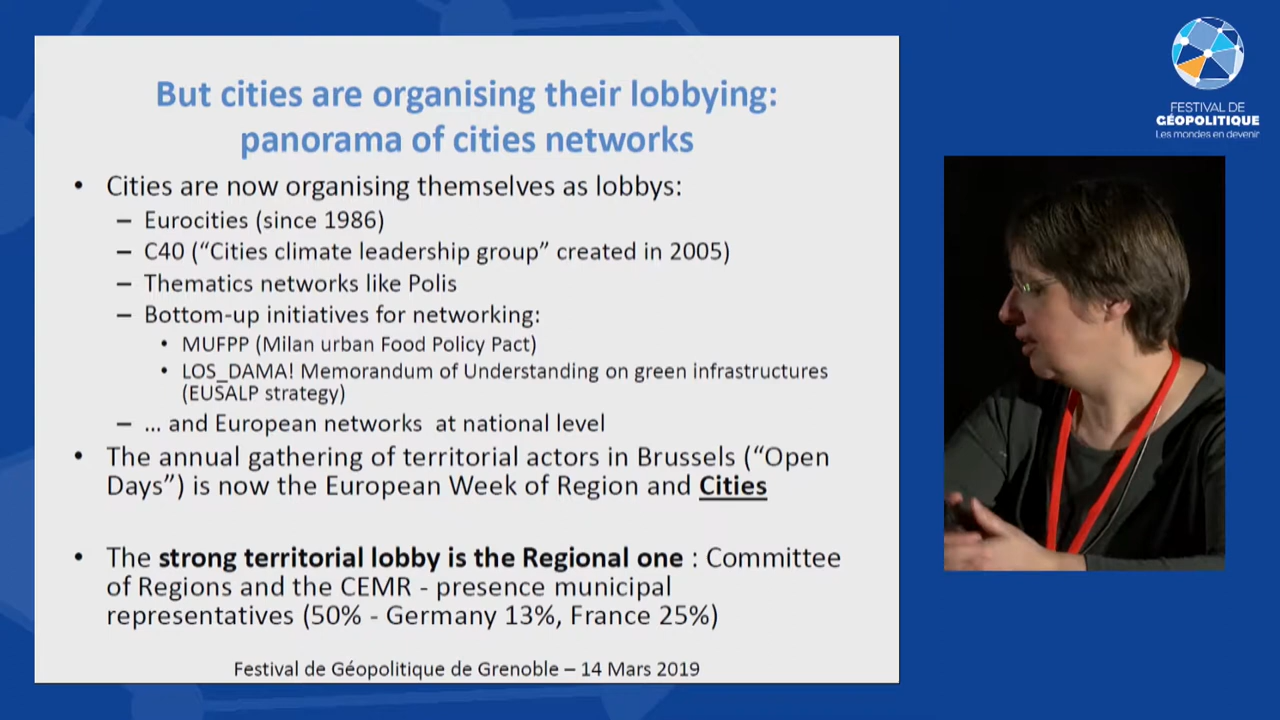 But cities are organising their lobbying:
panorama of cities networks
• Cities are now organising themselves as lobbys:
– Eurocities (since 1986)
– C40 (“Cities climate leadership group” created in 2005)
– Thematics networks like Polis
– Bottom-up initiatives for networking:
• MUFPP (Milan urban Food Policy Pact)
• LOS_DAMA! Memorandum of Understanding on green infrastructures
(EUSALP strategy)
– … and European networks at national level
• The annual gathering of territorial actors in Brussels (“Open
Days”) is now the European Week of Region and Cities
• The strong territorial lobby is the Regional one : Committee
of Regions and the CEMR - presence municipal
representatives (50% - Germany 13%, France 25%)
Festival de Géopolitique de Grenoble – 14 Mars 2019
FESTIVAL DE
GÉOPOLITIQUE
Les mondes en devenir